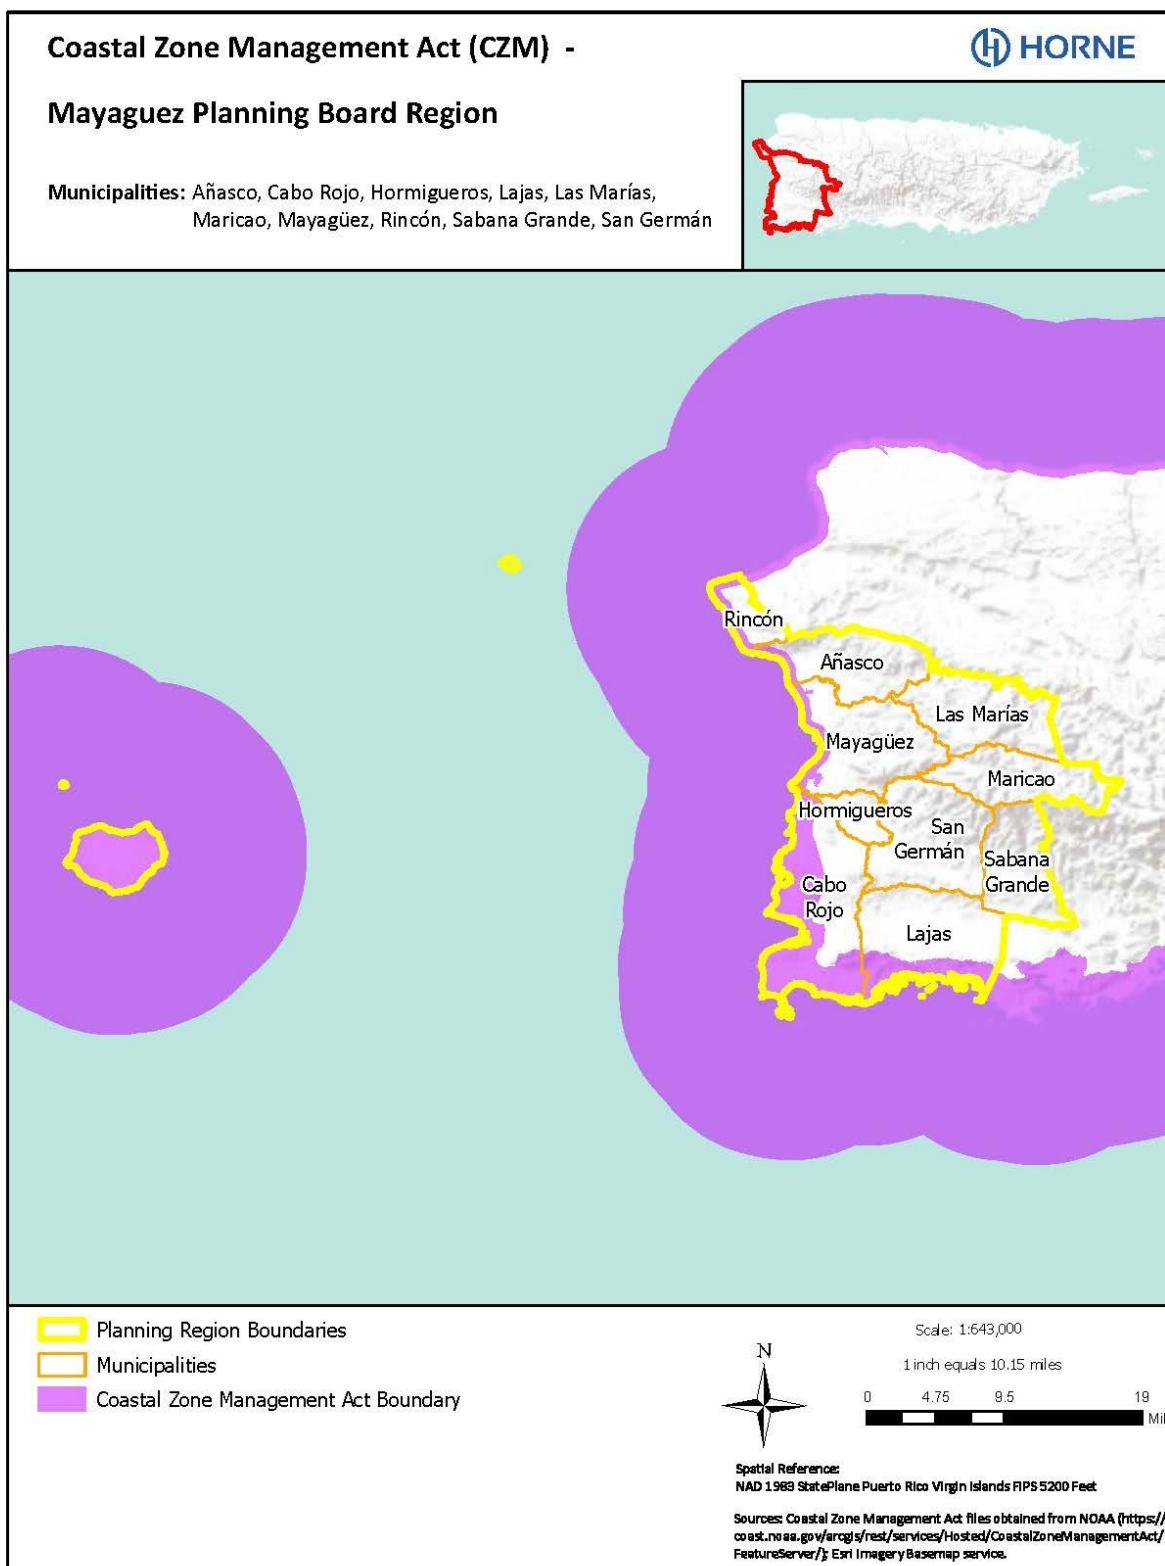 Coastal Zone Management Act (CZM) -
HORNE
Mayaguez Planning Board Region
Municipalities: Añasco, Cabo Rojo, Hormigueros, Lajas, Las Marías,
Maricao, Mayagüez, Rincón, Sabana Grande, San Germán
Rincón
Añasco
Las Marías
Mayagüez
Maricao
Hormigueros
San
Germán
Sabana
Grande
Cabo
Rojo
Lajas
Planning Region Boundaries
Municipalities
Coastal Zone Management Act Boundary
N
Scale: 1:643,000
1 inch equals 10.15 miles
0 4.75 9.5 19
Mil
Spatial Reference:
NAD 1983 StatePlane Puerto Rico Virgin Islands FIPS 5200 Feet
Sources: Coastal Zone Management Act files obtained from NOAA (https://
coast.noaa.gov/arcgis/rest/services/Hosted/CoastalZoneManagementAct/
FeatureServer/); Esri Imagery Basemap service.